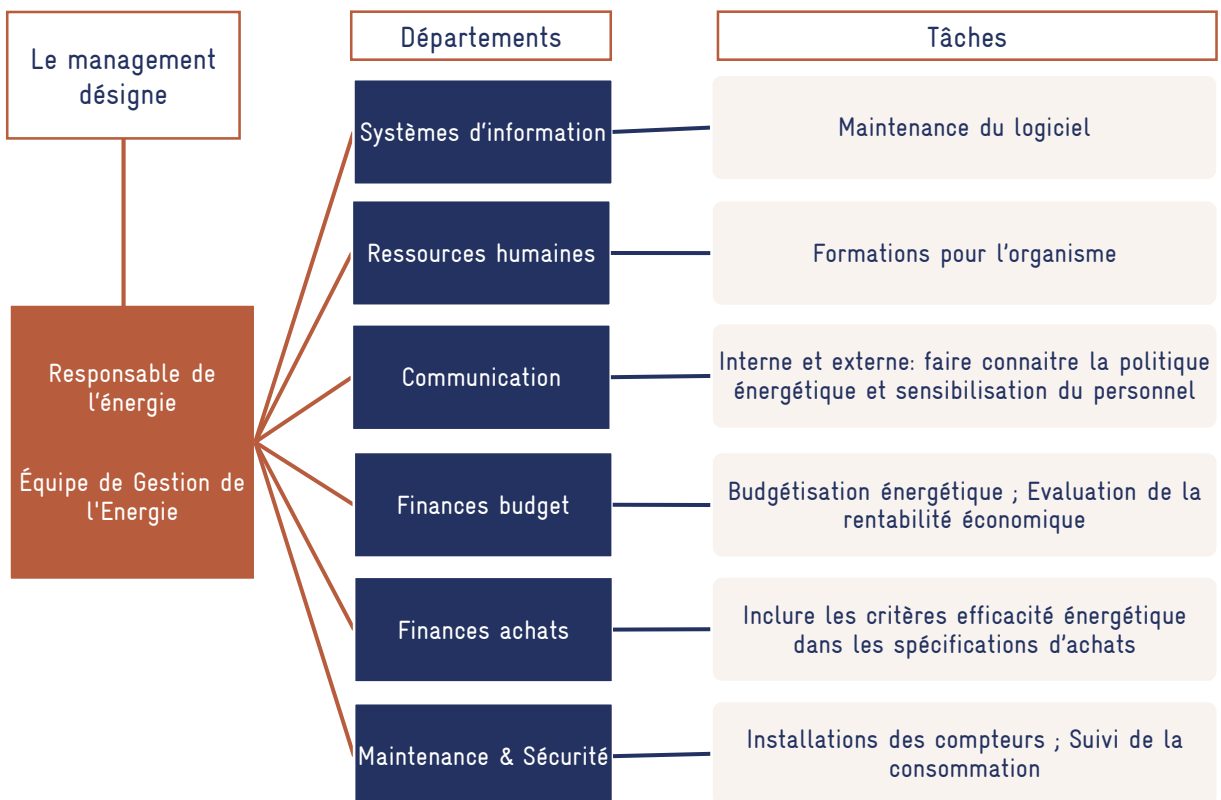 Le management
désigne
Départements
Tâches
Responsable de
l'énergie
Équipe de Gestion de
l'Energie
Systèmes d'information
Maintenance du logiciel
Ressources humaines
Formations pour l'organisme
Communication
Interne et externe: faire connaitre la politique
énergétique et sensibilisation du personnel
Finances budget
Budgétisation énergétique ; Evaluation de la
rentabilité économique
Finances achats
Inclure les critères efficacité énergétique
dans les spécifications d'achats
Maintenance & Sécurité
Installations des compteurs ; Suivi de la
consommation